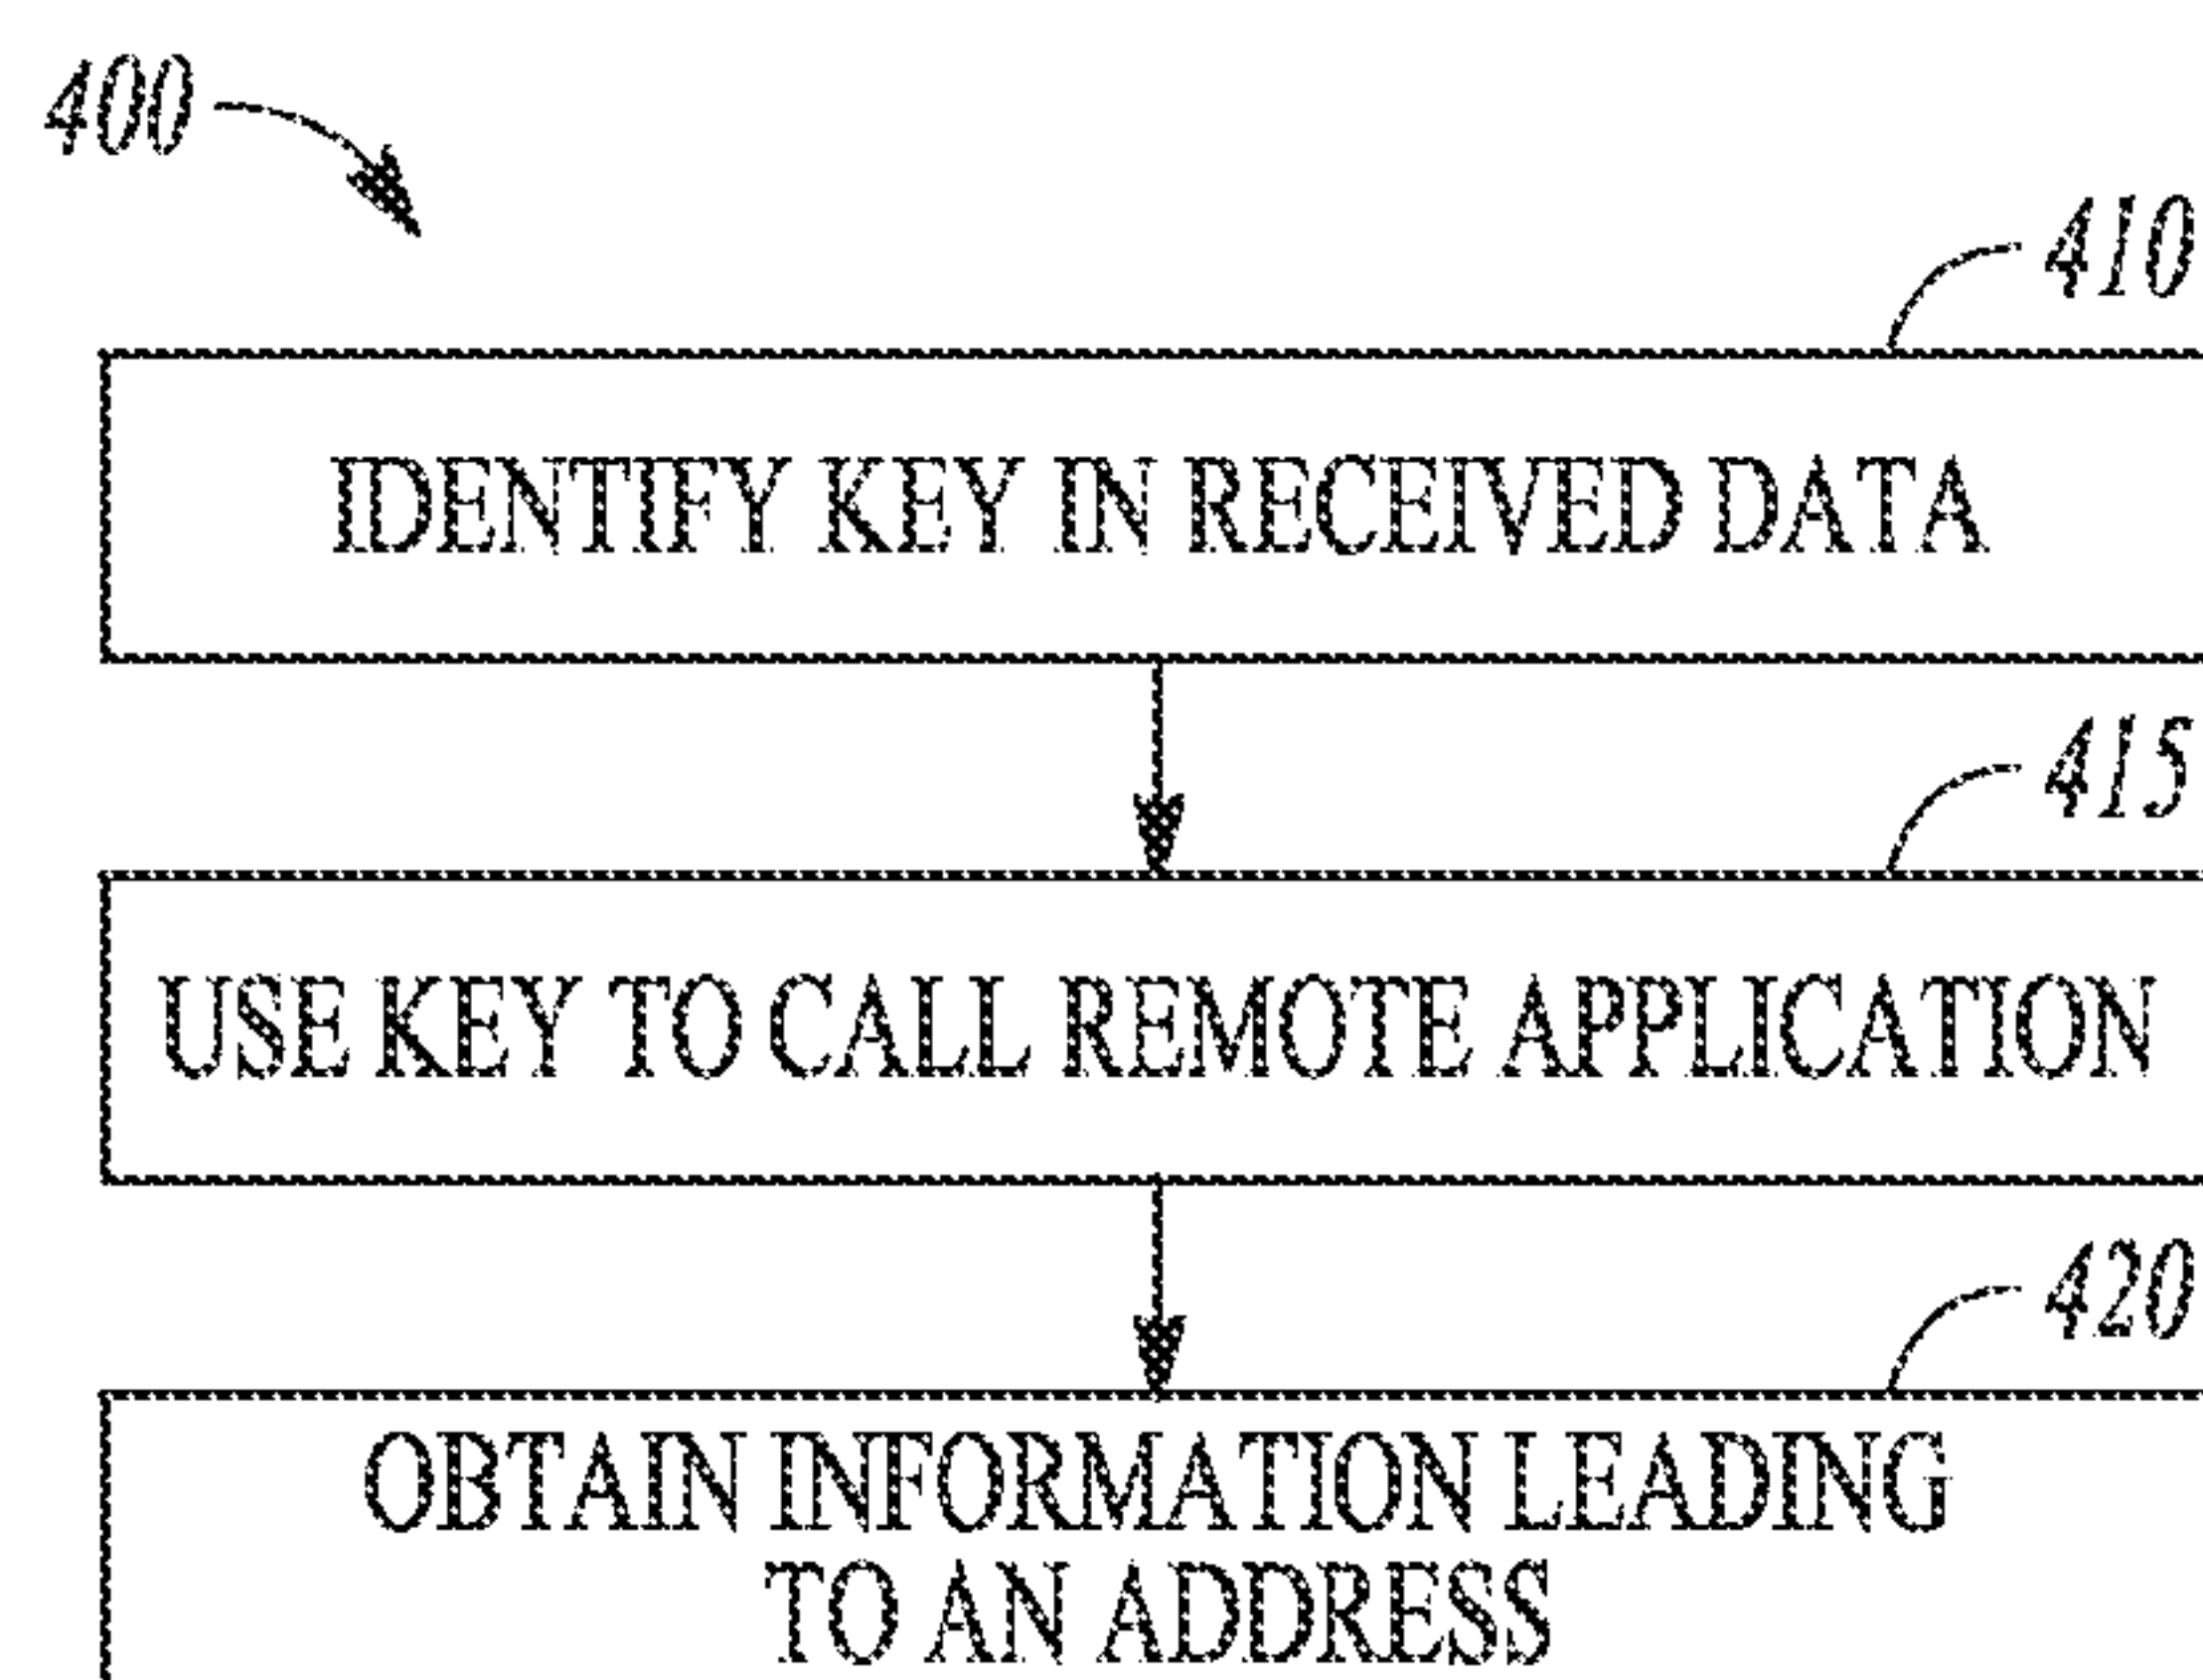 400
410
IDENTIFY KEY IN RECEIVED DATA
415
USE KEY TO CALL REMOTE APPLICATION
420
OBTAIN INFORMATION LEADING
TO AN ADDRESS